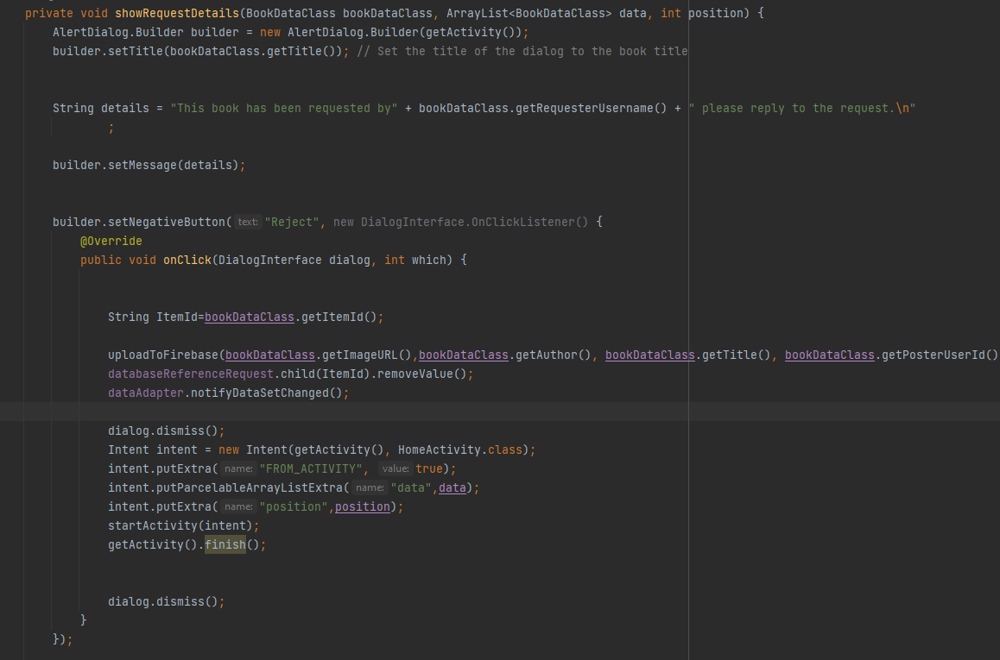 private void showRequestDetails(BookDataClass bookDataClass, ArrayList<BookDataClass> data, int position) {
AlertDialog.Builder builder = new AlertDialog.Builder(getActivity());
builder.setTitle(bookDataClass.getTitle()); // Set the title of the dialog to the book title
String details = "This book has been requested by" + bookDataClass.getRequesterUsername() + " please reply to the request.\n"
;
builder.setMessage(details);
builder.setNegativeButton( text: "Reject", new DialogInterface.OnClickListener() {
@Override
public void onClick(DialogInterface dialog, int which) {
String ItemId=bookDataClass.getItemId();
uploadToFirebase(bookDataClass.getImageURL(),bookDataClass.getAuthor(), bookDataClass.getTitle(), bookDataClass.getPosterUserId()
databaseReferenceRequest.child(ItemId).removeValue();
dataAdapter.notifyDataSetChanged();
dialog.dismiss();
Intent intent = new Intent(getActivity(), HomeActivity.class);
intent.putExtra( name: "FROM_ACTIVITY", value: true);
intent.putParcelableArrayListExtra( name: "data",data);
intent.putExtra( name: "position",position);
startActivity(intent);
getActivity().finish();
dialog.dismiss();
}
});